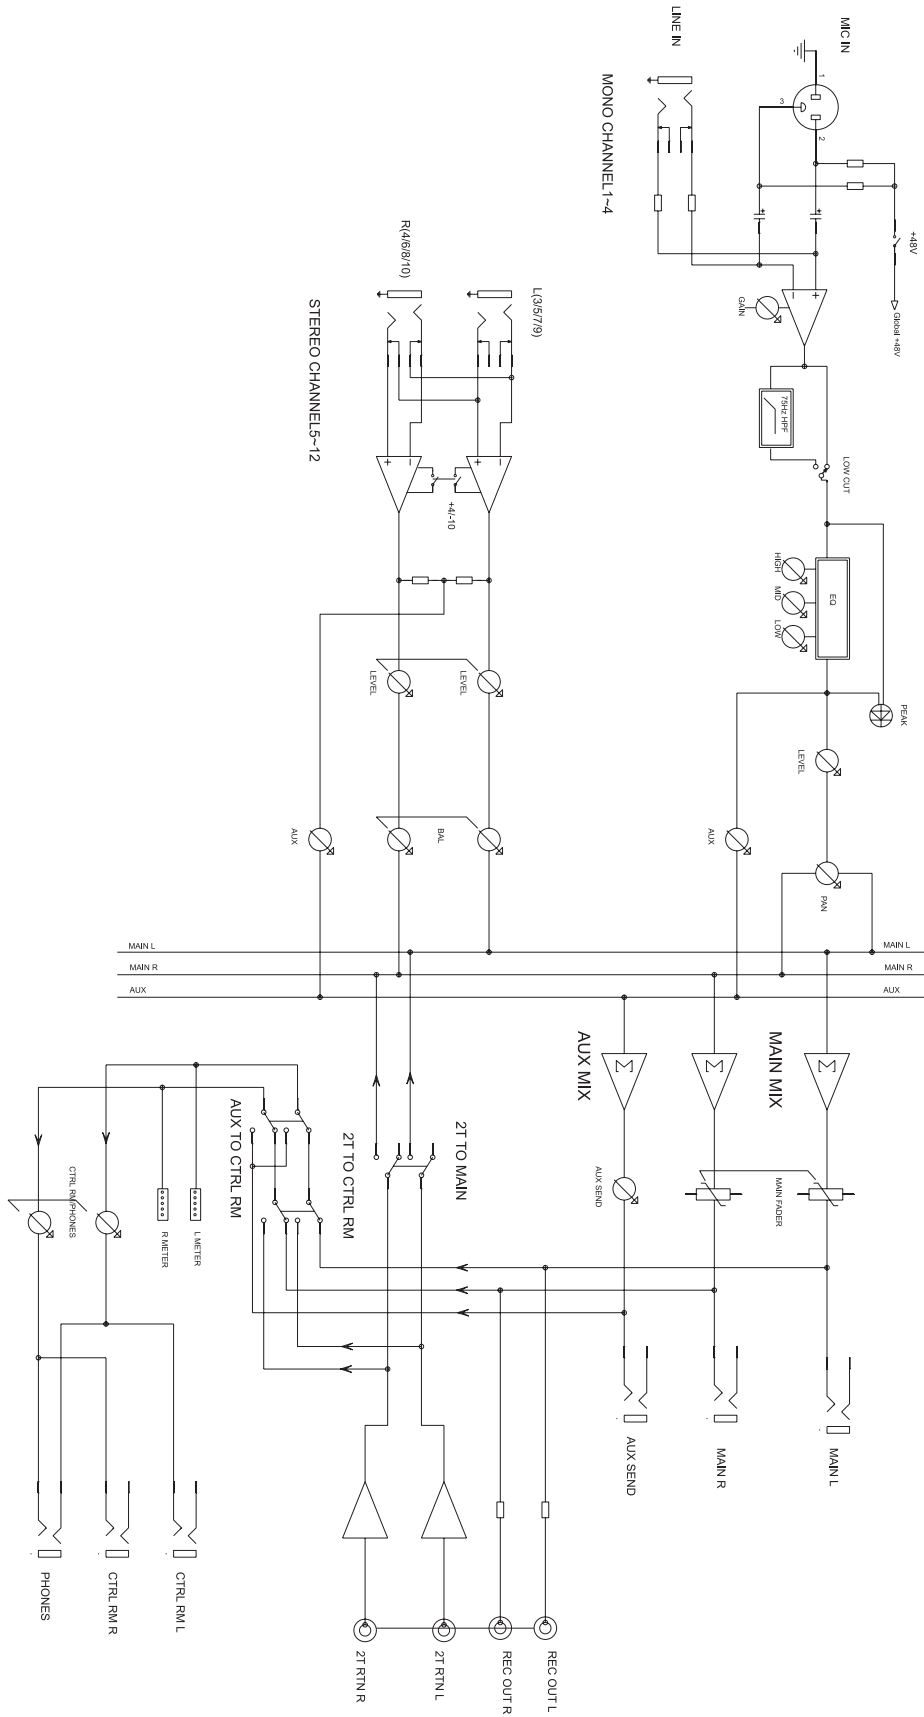 MIC IN
1
3
2
LINE IN
MONO CHANNEL1~4
+48V
Global +48V
+
−
GAIN
75Hz HPF
LOW CUT
EQ
HIGH
MID
LOW
PEAK
LEVEL
AUX
PAN
L(3/5/7/9)
R(4/6/8/10)
STEREO CHANNEL5~12
−
+
−
+
+4/-10
LEVEL
LEVEL
BAL
AUX
MAIN L
MAIN R
AUX
MAIN L
MAIN R
AUX
MAIN MIX
Σ
Σ
AUX MIX
Σ
MAIN FADER
AUX SEND
2T TO MAIN
2T TO CTRL RM
AUX TO CTRL RM
L METER
R METER
CTRL RM/PHONES
MAIN L
MAIN R
AUX SEND
REC OUT L
REC OUT R
2T RTN L
2T RTN R
CTRL RM L
CTRL RM R
PHONES